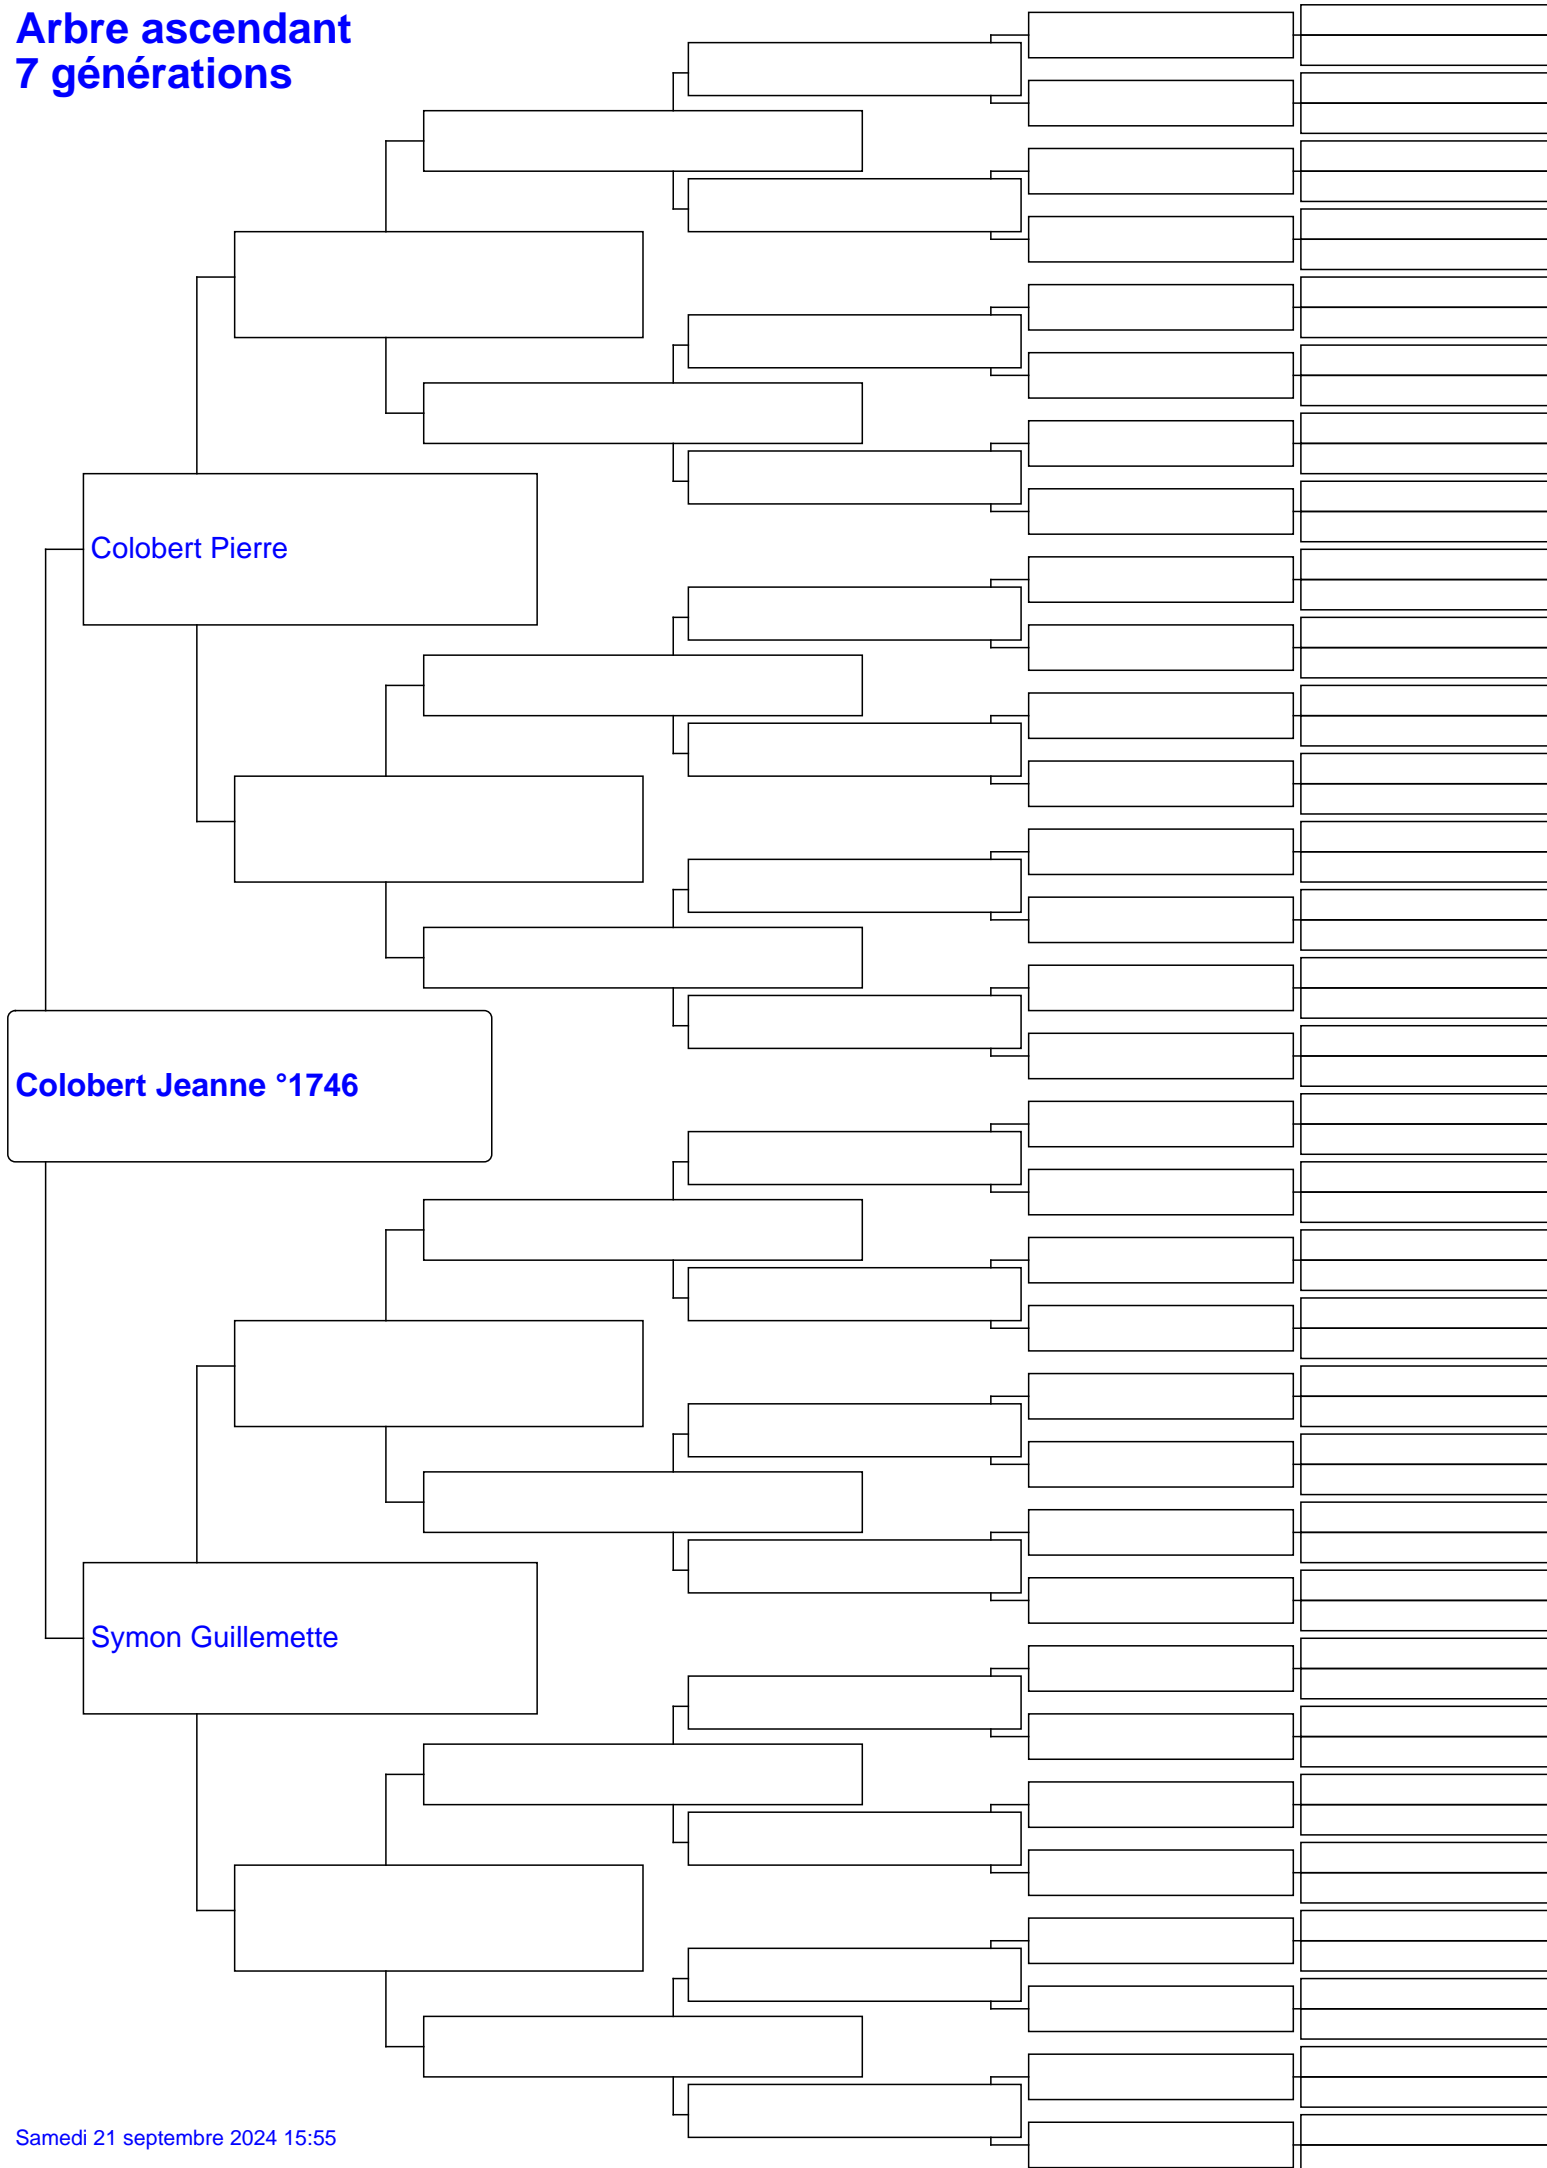 Arbre ascendant
7 générations
Colobert Pierre
Colobert Jeanne °1746
Symon Guillemette
Samedi 21 septembre 2024 15:55